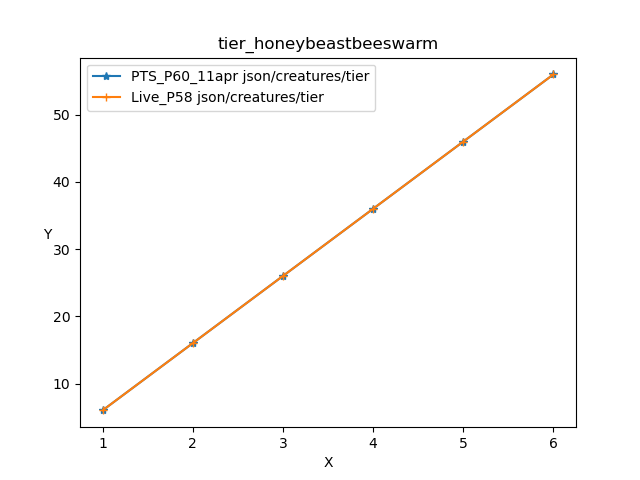 tier_honeybeastbeeswarm
PTS_P60_11apr json/creatures/tier
Live_P58 json/creatures/tier
50
40
30
20
10
Y
1 2 3 4 5 6
X